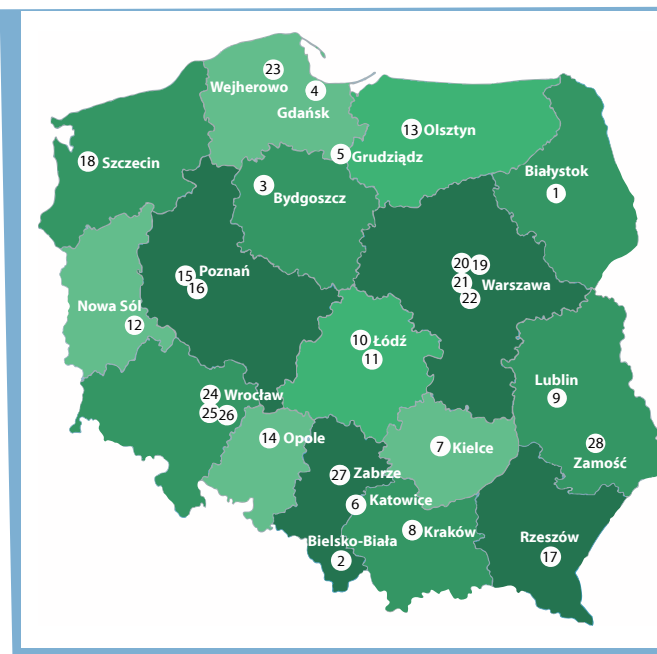 23
Wejherowo
4
Gdańsk
13 Olsztyn
5
Grudziądz
18 Szczecin
Białystok
1
3
Bydgoszcz
20 19
21 Warszawa
22
15 Poznań
16
Nowa Sól
12
10 Łódź
11
Lublin
9
24 Wrocław
25 26
14 Opole
7 Kielce
28
Zamość
27 Zabrze
6 Katowice
8 Kraków
Bielsko-Biała
2
Rzeszów
17